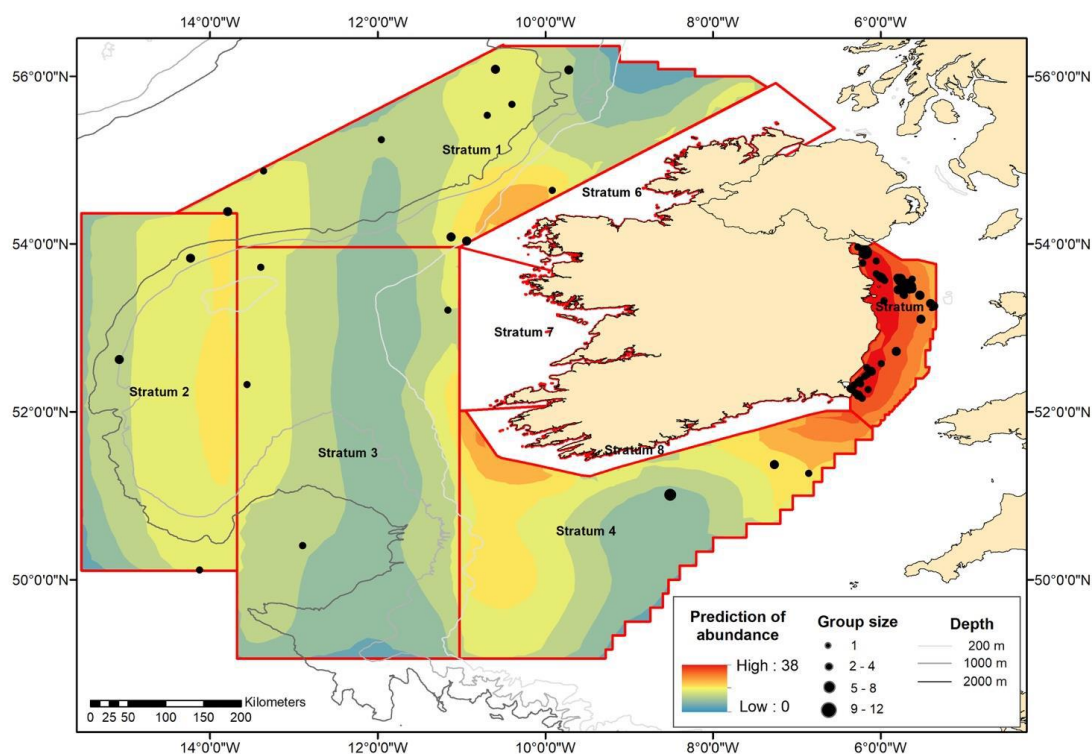 14°0'0"W 12°0'0"W 10°0'0"W 8°0'0"W 6°0'0"W
56°0'0"N 56°0'0"N
Stratum 1
Stratum 6
54°0'0"N 54°0'0"N
Stratum
Stratum 7
Stratum 2
52°0'0"N 52°0'0"N
Stratum 3
Stratum 8
Stratum 4
50°0'0"N 50°0'0"N
Prediction of
abundance
High : 38
Low : 0
Group size
1
2 - 4
5 - 8
9 - 12
Depth
200 m
1000 m
2000 m
Kilometers
0 25 50 100 150 200
14°0'0"W 12°0'0"W 10°0'0"W 8°0'0"W 6°0'0"W